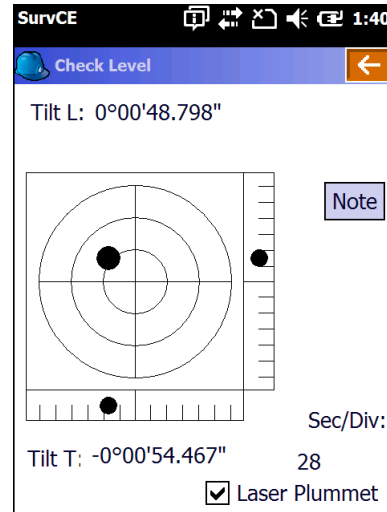 SurvCE 1:40
Check Level
Tilt L: 0°00'48.798"
Note
Sec/Div:
Tilt T: -0°00'54.467" 28
Laser Plummet